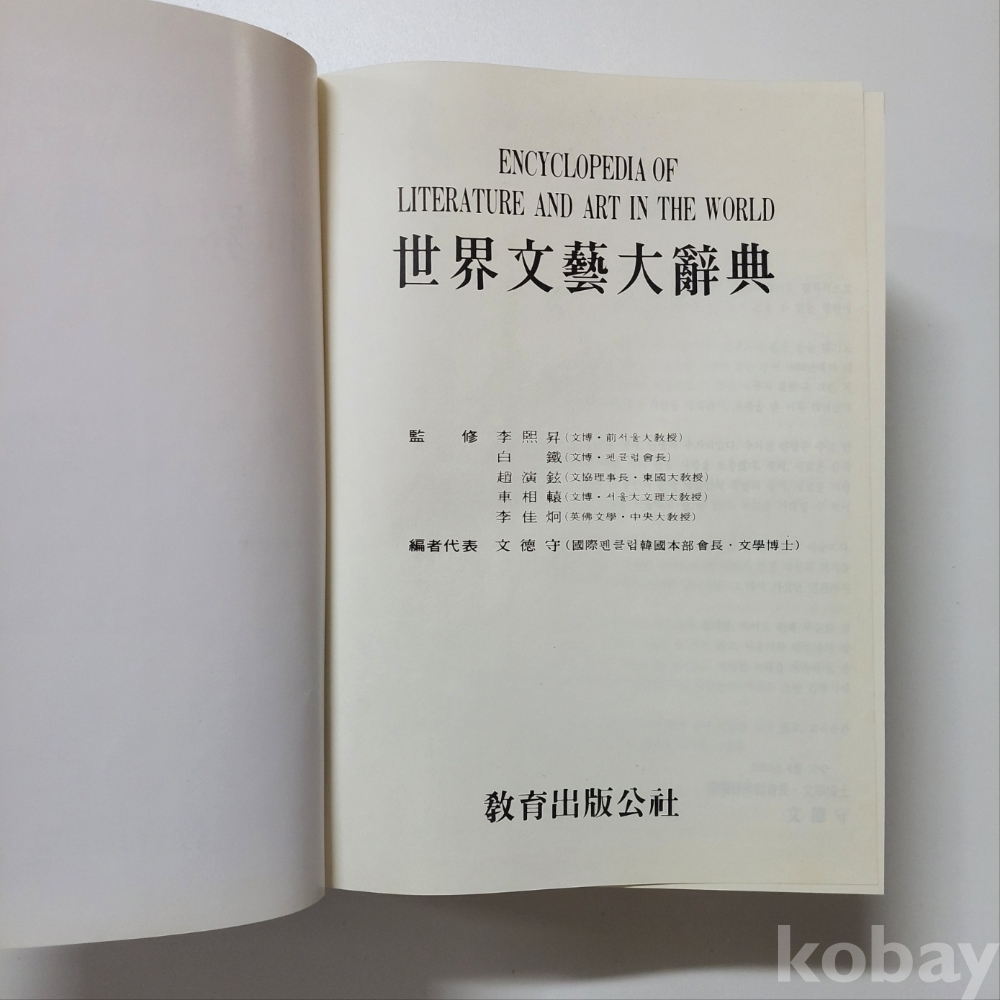 ENCYCLOPEDIA OF
LITERATURE AND ART IN THE WORLD
世界文藝大辭典
監 修 李熙昇(文博·前서울大敎授)
白 鐵(文博·펜클럽會長)
趙演鉉(文協理事長·東國大敎授)
車相轅(文博·서울大文理大敎授)
李佳炯(英佛文學·中央大敎授)
編者代表 文德守(國際펜클럽韓國本部會長·文學博士)
敎育出版公社
kobay